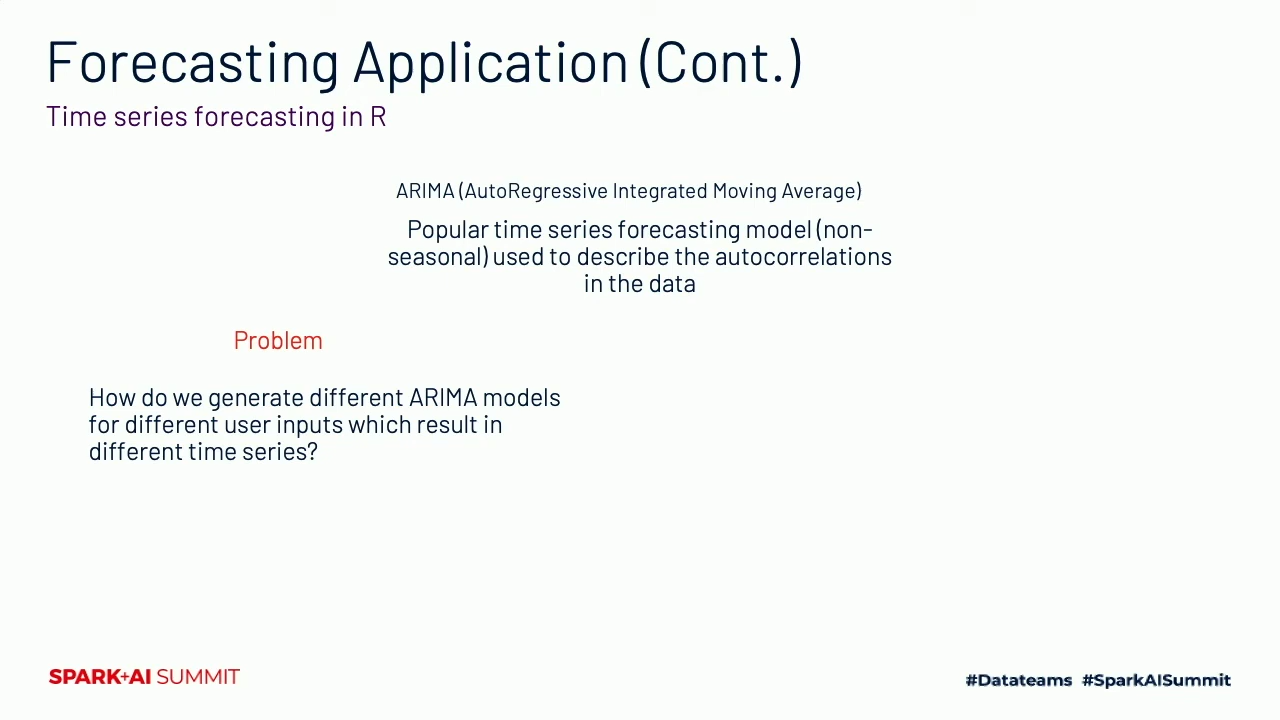 Forecasting Application (Cont.)
Time series forecasting in R
ARIMA (AutoRegressive Integrated Moving Average)
Popular time series forecasting model (non-
seasonal) used to describe the autocorrelations
in the data
Problem
How do we generate different ARIMA models
for different user inputs which result in
different time series?
SPARK+AI SUMMIT
#Datateams #SparkAISummit